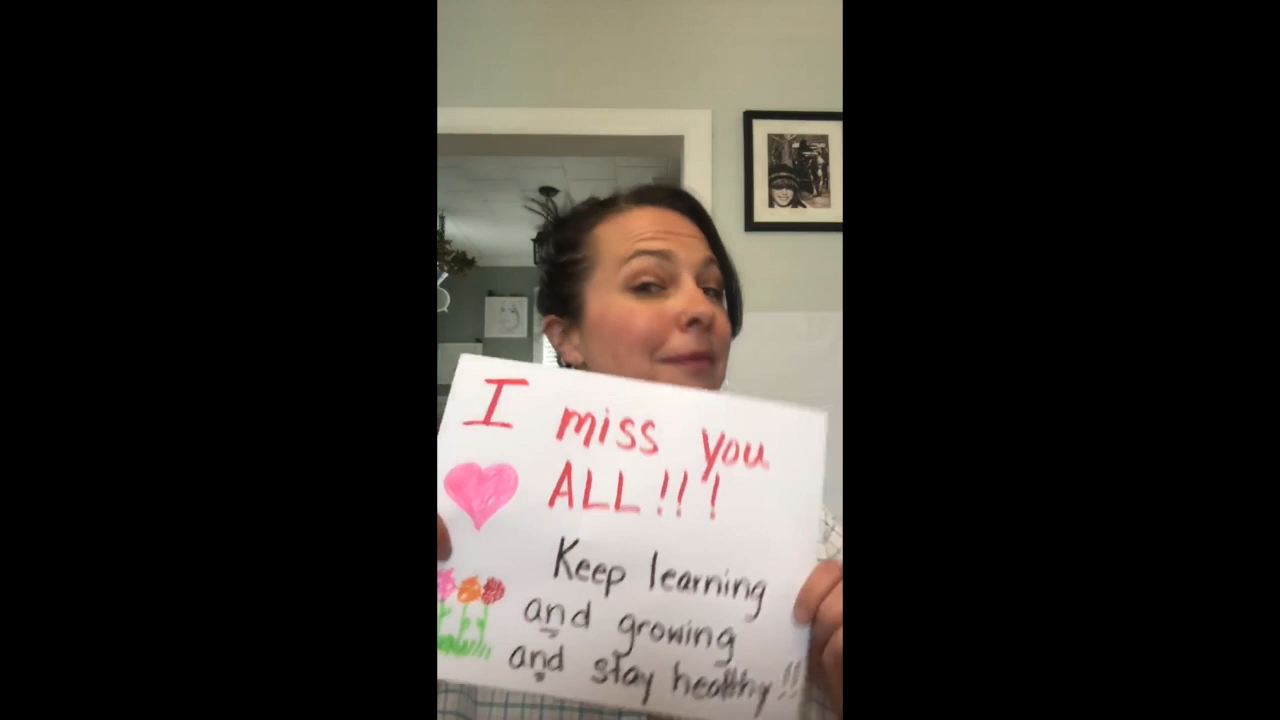 I miss you
ALL!!!
Keep learning
and growing
and stay healthy!!